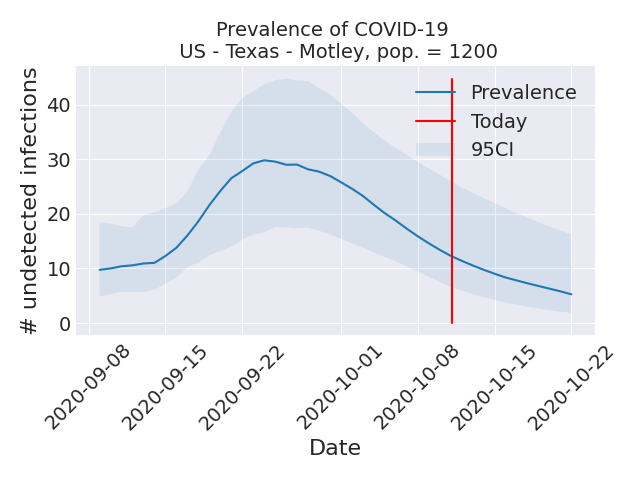 Prevalence of COVID-19
US - Texas - Motley, pop. = 1200
# undetected infections
40
30
20
10
0
Prevalence
Today
95CI
2020-09-08
2020-09-15
2020-09-22
2020-10-01
2020-10-08
2020-10-15
2020-10-22
Date